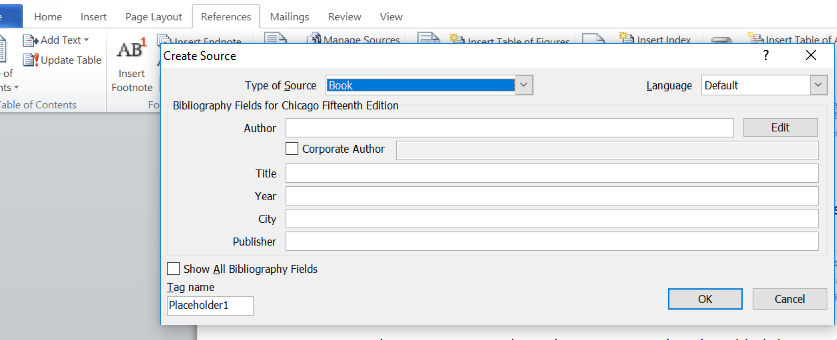 Home Insert Page Layout References Mailings Review View
Add Text Insert Endnote Manage Sources Insert Table of Figures Insert Index Insert Table of
Update Table
AB1
Insert
Footnote
Table of Contents
Create Source
Type of Source Book Language Default
Bibliography Fields for Chicago Fifteenth Edition
Author Edit
Corporate Author
Title
Year
City
Publisher
Show All Bibliography Fields
Tag name
Placeholder1
OK Cancel